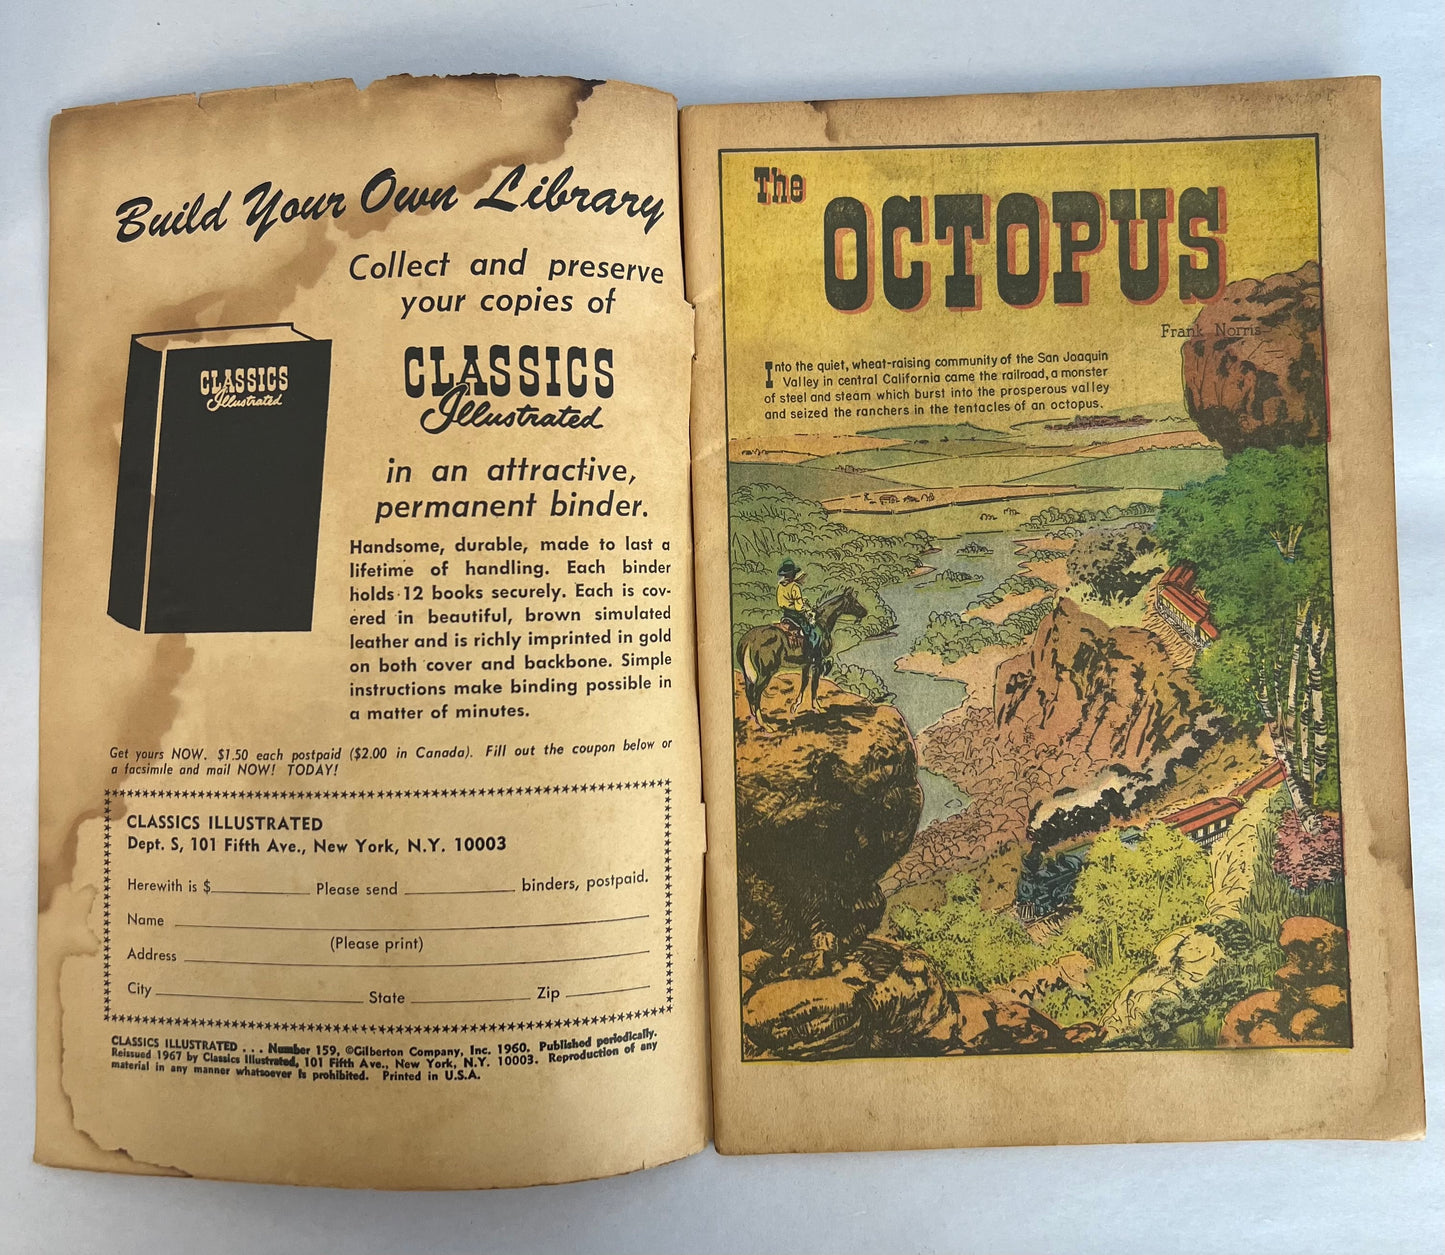 Build Your Own Library
Collect and preserve
your copies of
CLASSICS
Illustrated
CLASSICS
Illustrated
in an attractive,
permanent binder.
Handsome, durable, made to last a
lifetime of handling. Each binder
holds 12 books securely. Each is cov-
ered in beautiful, brown simulated
leather and is richly imprinted in gold
on both cover and backbone. Simple
instructions make binding possible in
a matter of minutes.
Get yours NOW. $1.50 each postpaid ($2.00 in Canada). Fill out the coupon below or
a facsimile and mail NOW! TODAY!
CLASSICS ILLUSTRATED
Dept. S, 101 Fifth Ave., New York, N.Y. 10003
Herewith is $ Please send binders, postpaid.
Name
(Please print)
Address
City State Zip
CLASSICS ILLUSTRATED . . . Number 159, ©Gilberton Company, Inc. 1960. Published periodically.
Reissued 1967 by Classics Illustrated, 101 Fifth Ave., New York, N.Y. 10003. Reproduction of any
material in any manner whatsoever is prohibited. Printed in U.S.A.
The
OCTOPUS
Frank Norris
Into the quiet, wheat-raising community of the San Joaquin
Valley in central California came the railroad, a monster
of steel and steam which burst into the prosperous valley
and seized the ranchers in the tentacles of an octopus.